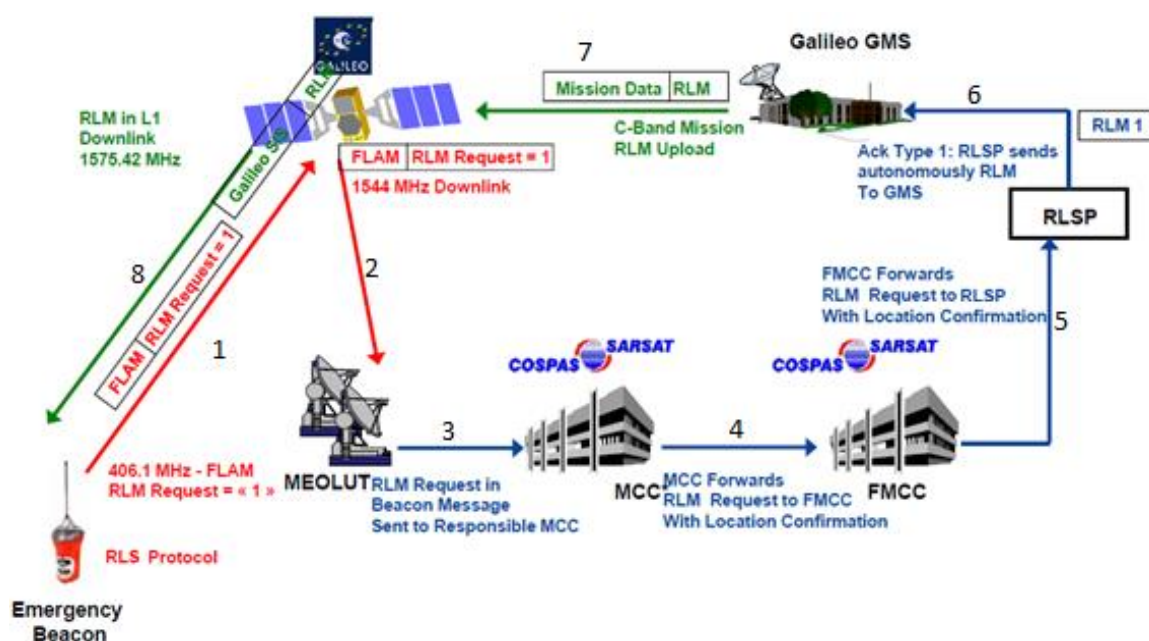 GALILEO
RLM
Galileo SIS
RLM in L1
Downlink
1575.42 MHz
7
Mission Data RLM
C-Band Mission
RLM Upload
Galileo GMS
6
RLM 1
Ack Type 1: RLSP sends
autonomously RLM
To GMS
RLSP
FLAM RLM Request = 1
1544 MHz Downlink
8
FLAM RLM Request = 1
1
2
FMCC Forwards
RLM Request to RLSP
With Location Confirmation
5
COSPAS SARSAT
COSPAS SARSAT
3
4
MEOLUT
MCC*
FMCC
406.1 MHz - FLAM
RLM Request = « 1 »
RLM Request in
Beacon Message
Sent to Responsible MCC
MCC Forwards
RLM Request to FMCC
With Location Confirmation
RLS Protocol
Emergency
Beacon